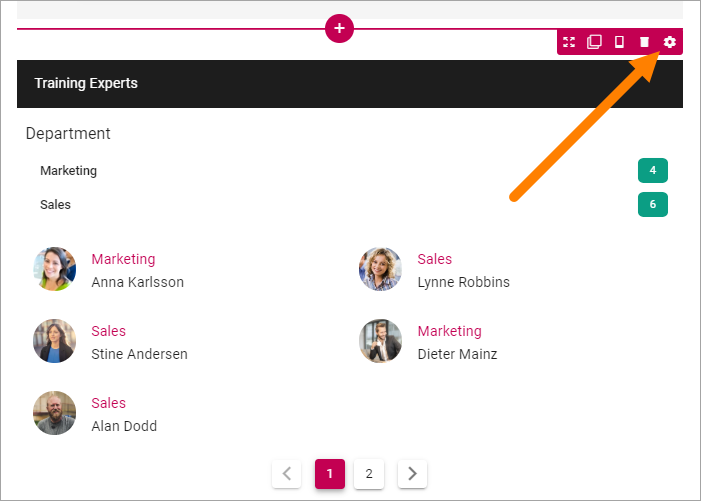 Training Experts
Department
Marketing 4
Sales 6
Marketing
Anna Karlsson
Sales
Lynne Robbins
Sales
Stine Andersen
Marketing
Dieter Mainz
Sales
Alan Dodd
1 2